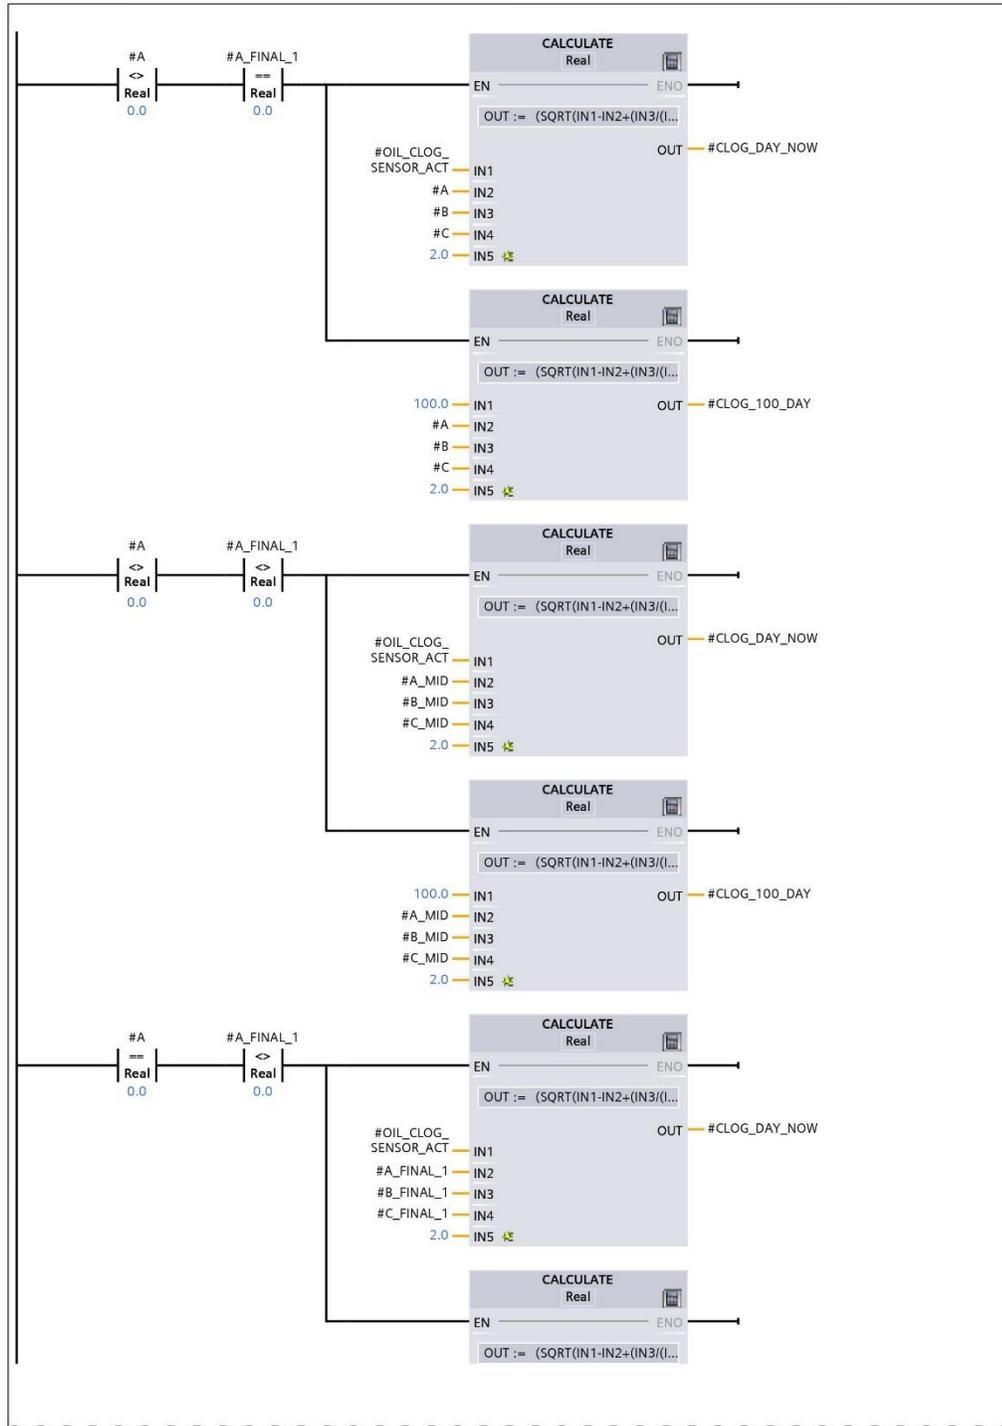 #A
#A_FINAL_1
<>
==
Real
Real
0.0
0.0
CALCULATE
Real
EN
ENO
OUT := (SQRT(IN1-IN2+(IN3/(I...
OUT
#CLOG_DAY_NOW
#OIL_CLOG_
SENSOR_ACT
IN1
#A
IN2
#B
IN3
#C
IN4
2.0
IN5
CALCULATE
Real
EN
ENO
OUT := (SQRT(IN1-IN2+(IN3/(I...
100.0
IN1
OUT
#CLOG_100_DAY
#A
IN2
#B
IN3
#C
IN4
2.0
IN5
#A
#A_FINAL_1
<>
<>
Real
Real
0.0
0.0
CALCULATE
Real
EN
ENO
OUT := (SQRT(IN1-IN2+(IN3/(I...
OUT
#CLOG_DAY_NOW
#OIL_CLOG_
SENSOR_ACT
IN1
#A_MID
IN2
#B_MID
IN3
#C_MID
IN4
2.0
IN5
CALCULATE
Real
EN
ENO
OUT := (SQRT(IN1-IN2+(IN3/(I...
100.0
IN1
OUT
#CLOG_100_DAY
#A_MID
IN2
#B_MID
IN3
#C_MID
IN4
2.0
IN5
#A
#A_FINAL_1
==
<>
Real
Real
0.0
0.0
CALCULATE
Real
EN
ENO
OUT := (SQRT(IN1-IN2+(IN3/(I...
OUT
#CLOG_DAY_NOW
#OIL_CLOG_
SENSOR_ACT
IN1
#A_FINAL_1
IN2
#B_FINAL_1
IN3
#C_FINAL_1
IN4
2.0
IN5
CALCULATE
Real
EN
ENO
OUT := (SQRT(IN1-IN2+(IN3/(I...